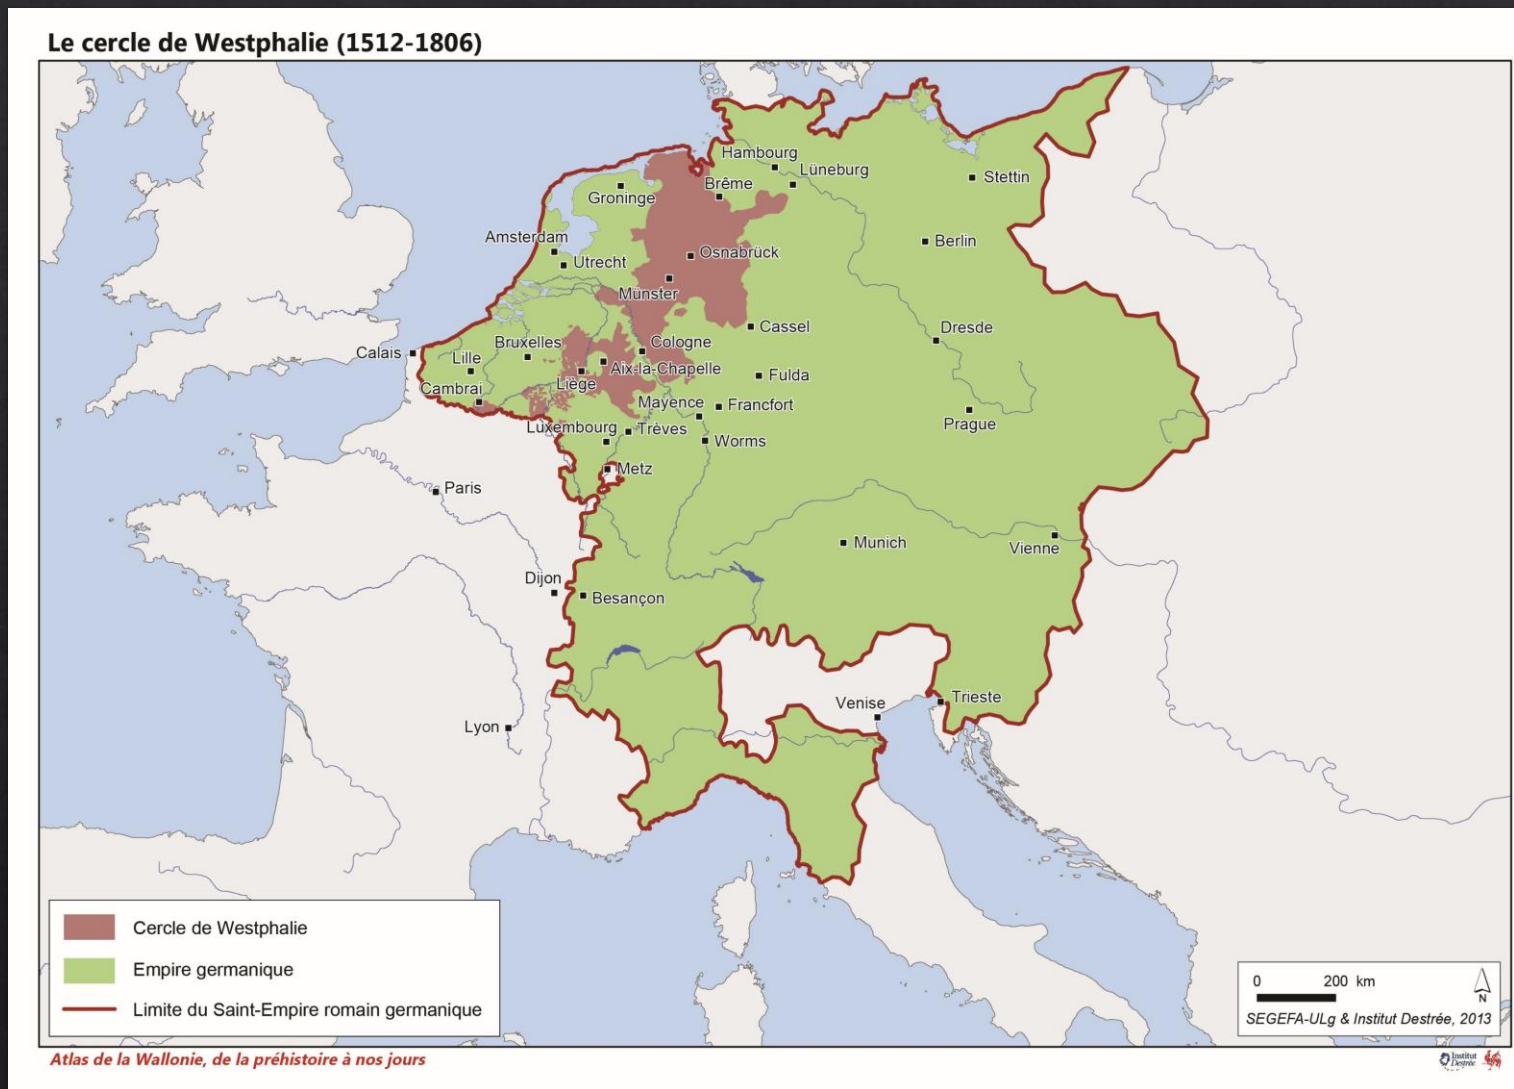 Le cercle de Westphalie (1512-1806)
Hambourg
Lüneburg
Stettin
Brême
Groninge
Berlin
Amsterdam
Osnabrück
Utrecht
Münster
Cassel
Dresde
Calais
Lille
Bruxelles
Cologne
Aix-la-Chapelle
Fulda
Cambrai
Liège
Mayence
Francfort
Prague
Luxembourg
Trèves
Worms
Metz
Paris
Munich
Vienne
Dijon
Besançon
Trieste
Venise
Lyon
Cercle de Westphalie
Empire germanique
Limite du Saint-Empire romain germanique
0 200 km
N
SEGEFA-ULg & Institut Destrée, 2013
Atlas de la Wallonie, de la préhistoire à nos jours
Institut
Destrée